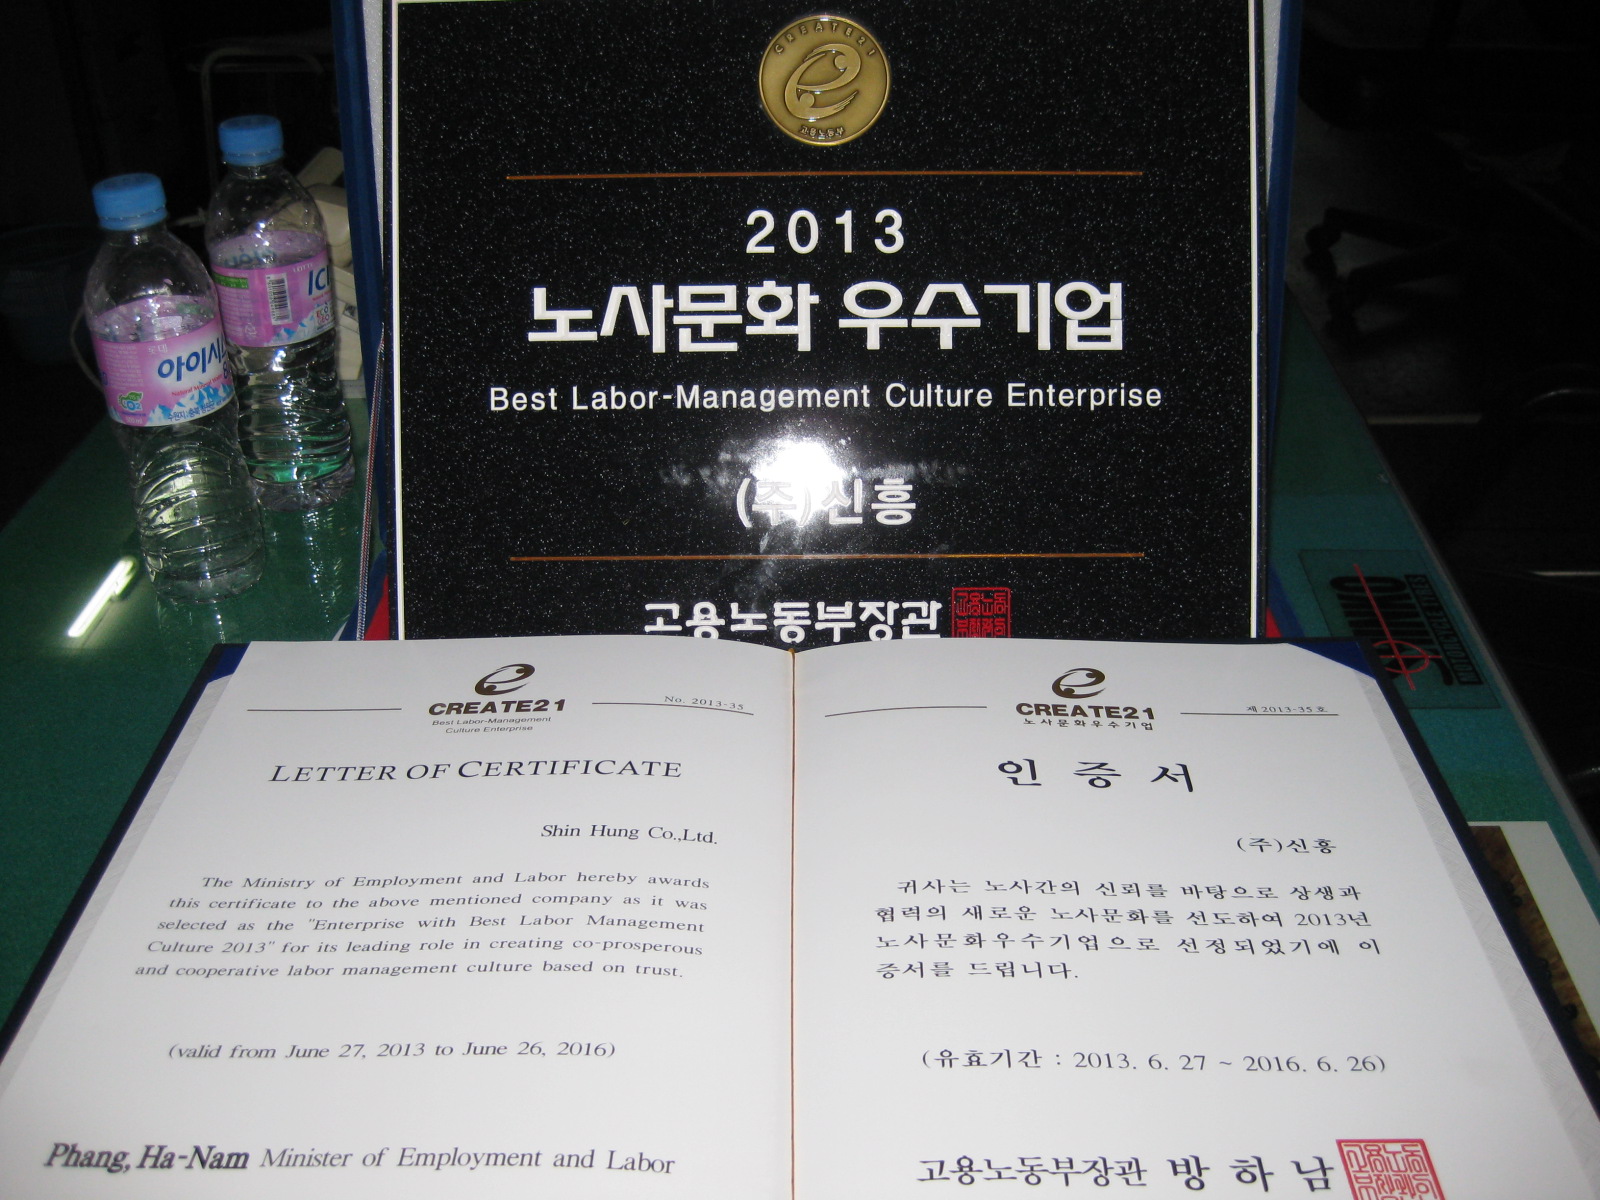 CREATE21
고용노동부
2013
노사문화 우수기업
Best Labor-Management Culture Enterprise
(주)신흥
고용노동부장관
롯데
아이시
CO2
ICI
CREATE21
Best Labor-Management
Culture Enterprise
No. 2013-35
LETTER OF CERTIFICATE
Shin Hung Co.,Ltd.
The Ministry of Employment and Labor hereby awards
this certificate to the above mentioned company as it was
selected as the "Enterprise with Best Labor Management
Culture 2013" for its leading role in creating co-prosperous
and cooperative labor management culture based on trust.
(valid from June 27, 2013 to June 26, 2016)
Phang, Ha-Nam Minister of Employment and Labor
CREATE21
노사문화우수기업
제 2013-35 호
인 증 서
(주)신흥
귀사는 노사간의 신뢰를 바탕으로 상생과
협력의 새로운 노사문화를 선도하여 2013년
노사문화우수기업으로 선정되었기에 이
증서를 드립니다.
(유효기간 : 2013. 6. 27 ~ 2016. 6. 26)
고용노동부장관 방 하 남